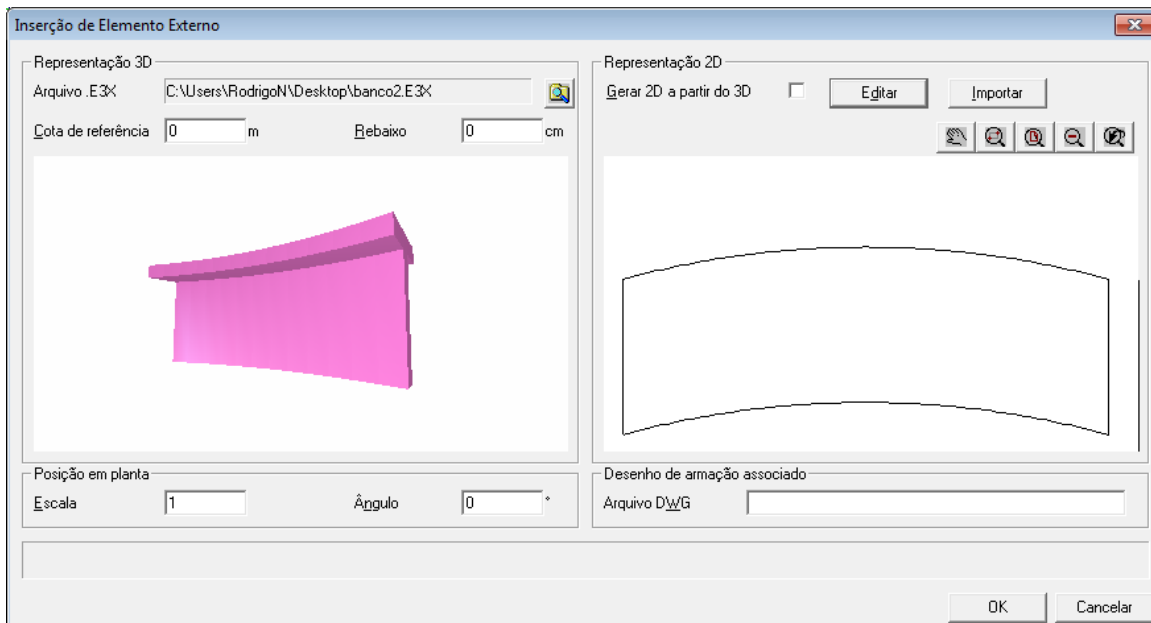 Inserção de Elemento Externo
Representação 3D
Arquivo .E3X C:\Users\RodrigoN\Desktop\banco2.E3X
Cota de referência 0 m Rebaixo 0 cm
Representação 2D
Gerar 2D a partir do 3D Editar Importar
Posição em planta
Escala 1 Ângulo 0 °
Desenho de armação associado
Arquivo DWG
OK Cancelar